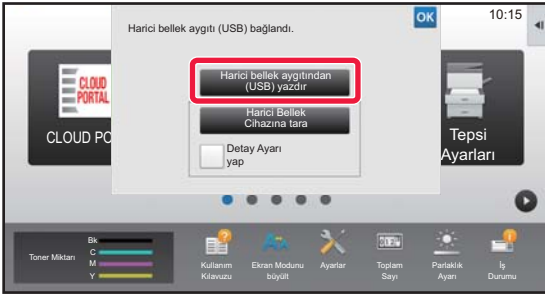 Harici bellek aygıtı (USB) bağlandı.
OK
10:15
Harici bellek aygıtından
(USB) yazdır
Harici Bellek
Cihazına tara
Detay Ayarı
yap
CLOUD
PORTAL
CLOUD PO
Tepsi
Ayarları
Toner Miktarı
Bk
C
M
Y
Kullanım
Kılavuzu
Ekran Modunu
büyült
Ayarlar
Toplam
Sayı
Parlaklık
Ayarı
İş
Durumu